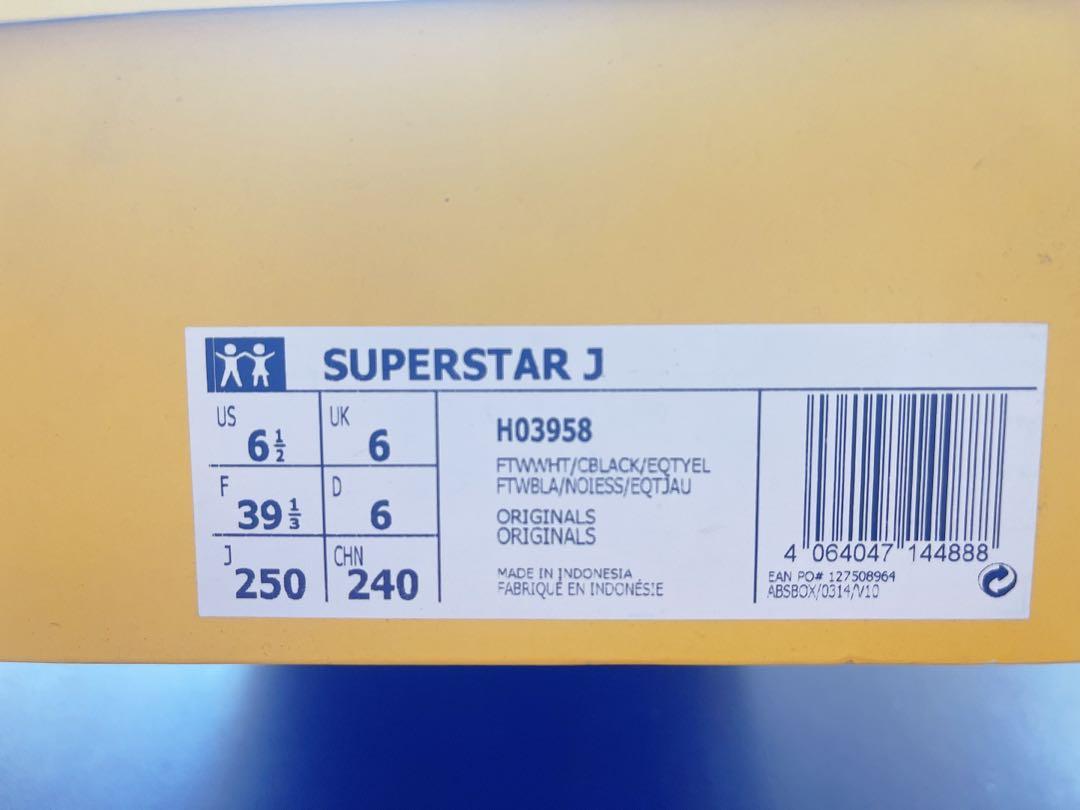 SUPERSTAR J
US 6 1/2 UK 6
F 39 1/3 D 6
J 250 CHN 240
H03958
FTWWHT/CBLACK/EQTYEL
FTWBLA/NOIESS/EQTJAU
ORIGINALS
ORIGINALS
MADE IN INDONESIA
FABRIQUÉ EN INDONÉSIE
4 064047 144888
EAN PO# 127508964
ABSBOX/0314/V10